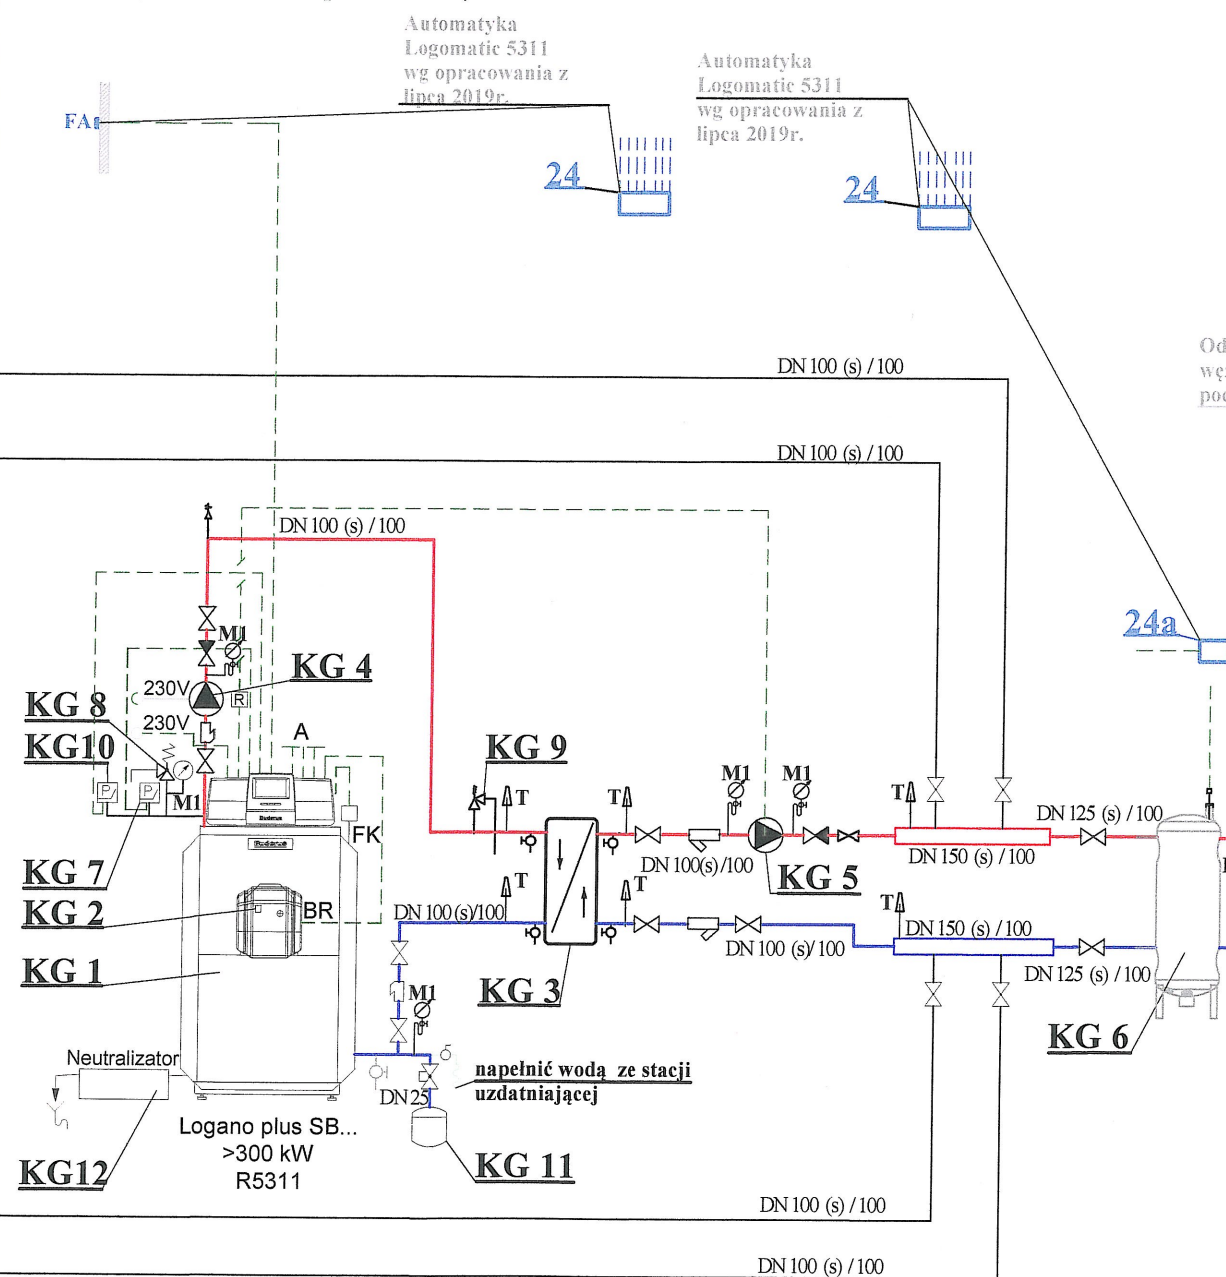 Automatyka
Logomatic 5311
wg opracowania z
lipca 2019r.
Automatyka
Logomatic 5311
wg opracowania z
lipca 2019r.
FA
24
24
DN 100 (s) / 100
DN 100 (s) / 100
DN 100 (s) / 100
24a
M1
KG 4
230V
R
230V
A
KG 8
KG10
P
P
M1
KG 9
T
T
M1
M1
T
DN 125 (s) / 100
Buderus
Buderus
FK
DN 100(s)/100
DN 150 (s) / 100
KG 5
KG 7
KG 2
BR
T
T
T
DN 100 (s)/100
DN 150 (s) / 100
DN 100 (s)/ 100
DN 125 (s) / 100
KG 1
M1
KG 3
KG 6
Neutralizator
napełnić wodą ze stacji
uzdatniającej
DN 25
Logano plus SB...
>300 kW
R5311
KG12
KG 11
DN 100 (s) / 100
DN 100 (s) / 100